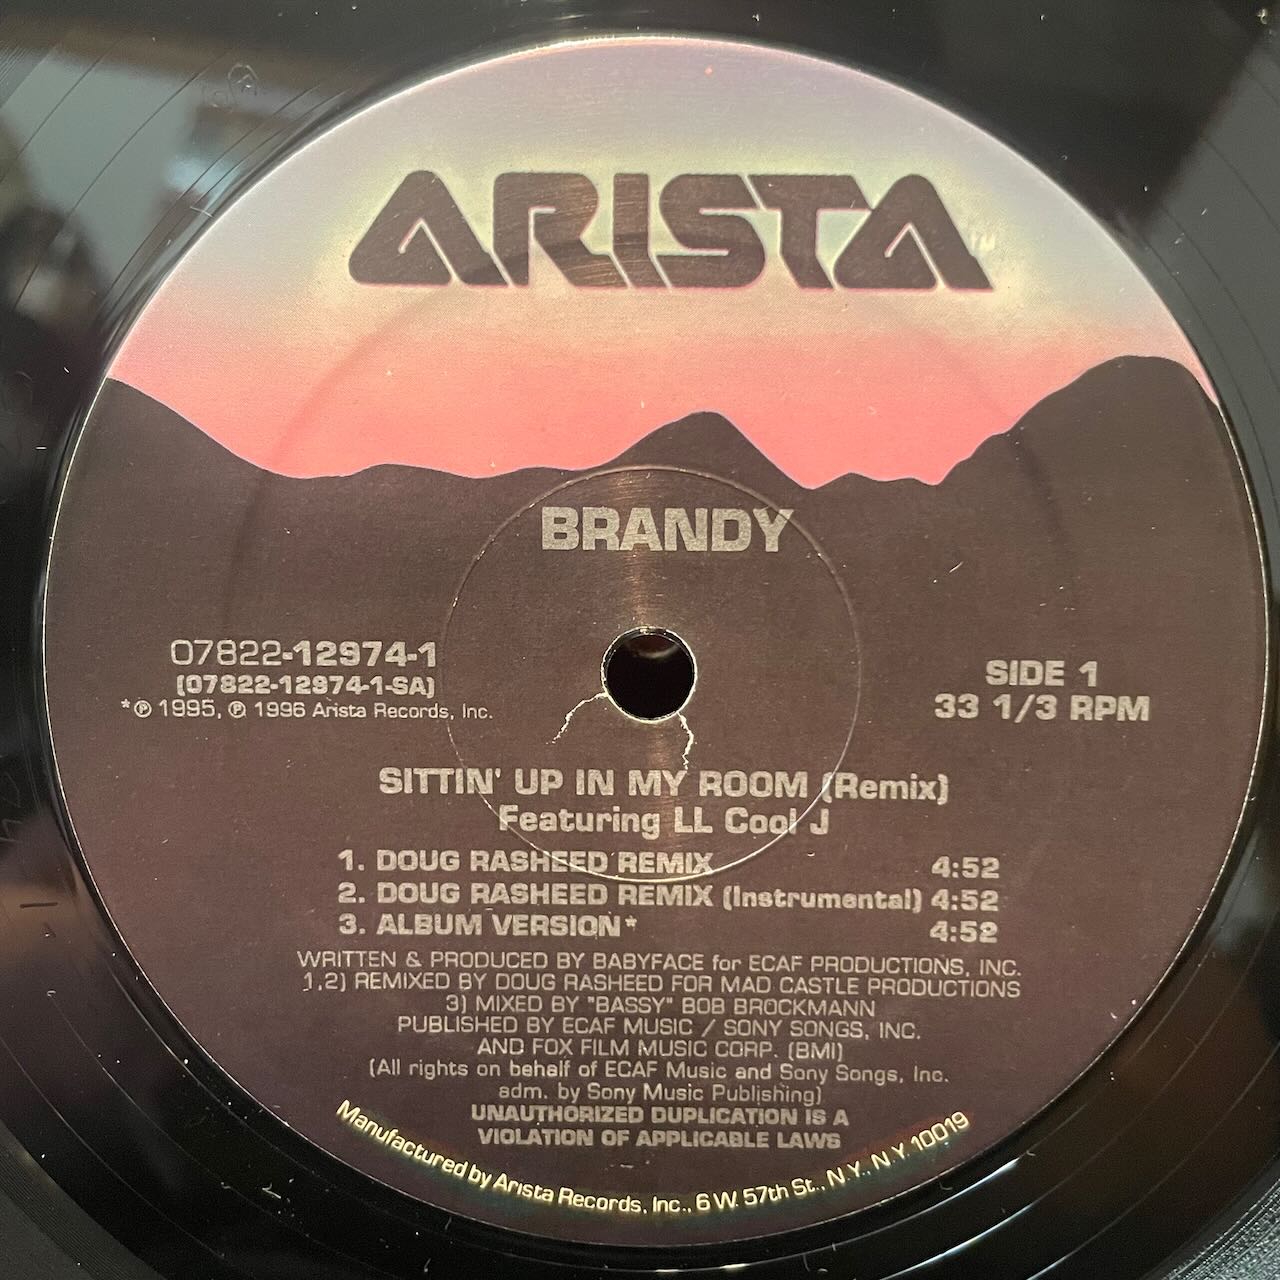 ARISTA
TM
BRANDY
07822-12974-1
(07822-12974-1-SA)
*℗ 1995, ℗ 1996 Arista Records, Inc.
SIDE 1
33 1/3 RPM
SITTIN' UP IN MY ROOM (Remix)
Featuring LL Cool J
1. DOUG RASHEED REMIX 4:52
2. DOUG RASHEED REMIX (Instrumental) 4:52
3. ALBUM VERSION* 4:52
WRITTEN & PRODUCED BY BABYFACE for ECAF PRODUCTIONS, INC.
1,2) REMIXED BY DOUG RASHEED FOR MAD CASTLE PRODUCTIONS
3) MIXED BY "BASSY" BOB BROCKMANN
PUBLISHED BY ECAF MUSIC / SONY SONGS, INC.
AND FOX FILM MUSIC CORP. (BMI)
(All rights on behalf of ECAF Music and Sony Songs, Inc.
adm. by Sony Music Publishing)
UNAUTHORIZED DUPLICATION IS A
VIOLATION OF APPLICABLE LAWS
Manufactured by Arista Records, Inc., 6 W. 57th St., N.Y., N.Y. 10019